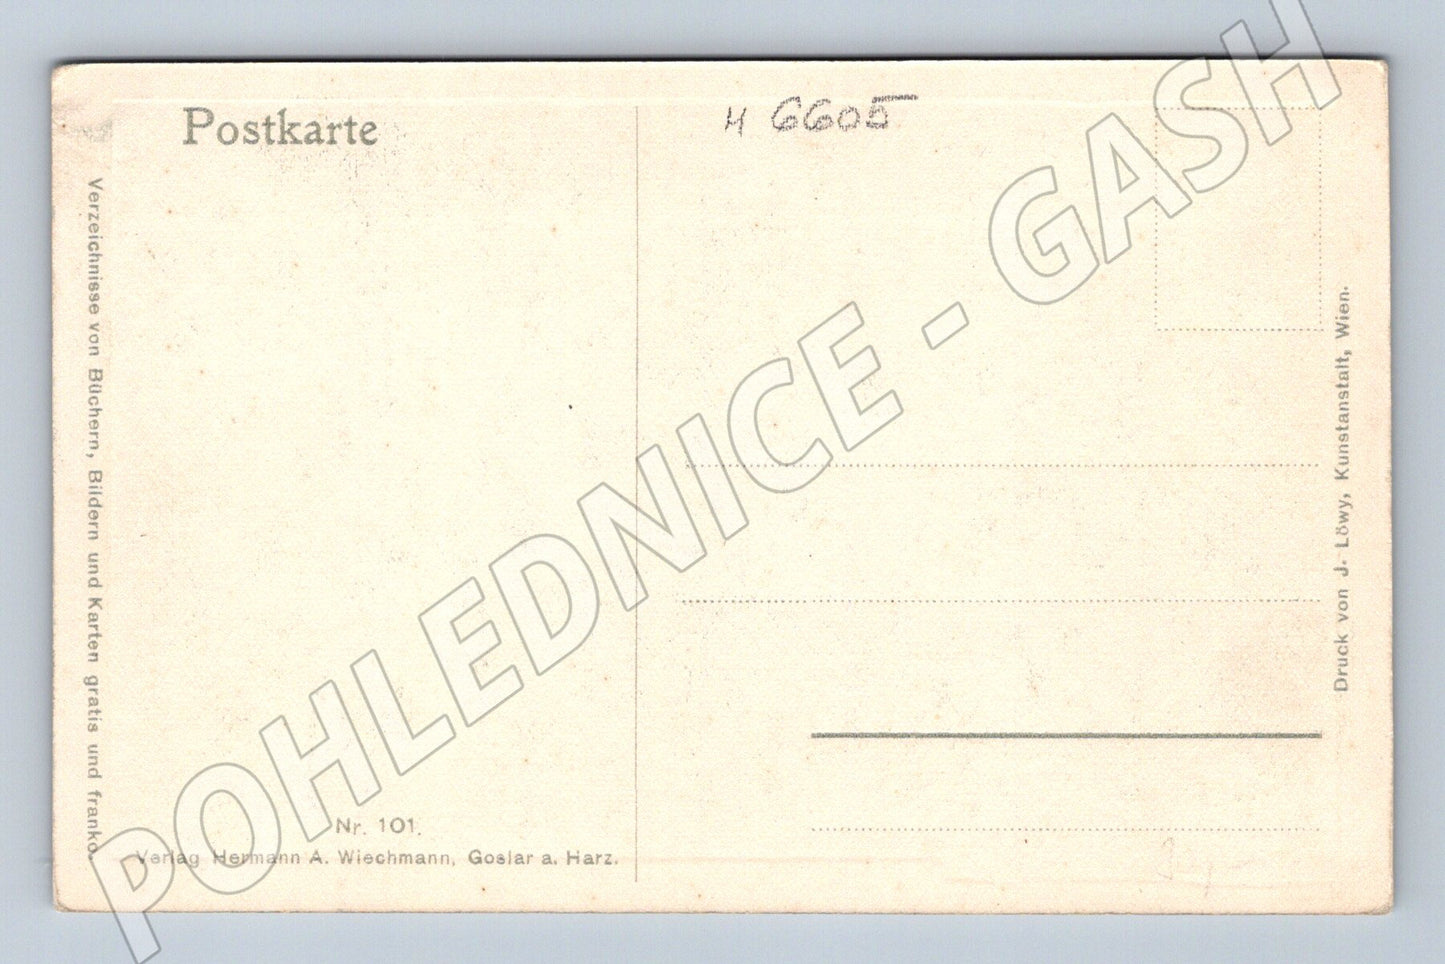 Postkarte
H 6605
Verzeichnisse von Büchern, Bildern und Karten gratis und franko.
Nr. 101.
Verlag Hermann A. Wiechmann, Goslar a. Harz.
Druck von J. Löwy, Kunstanstalt, Wien.
POHLEDNICE - GASH